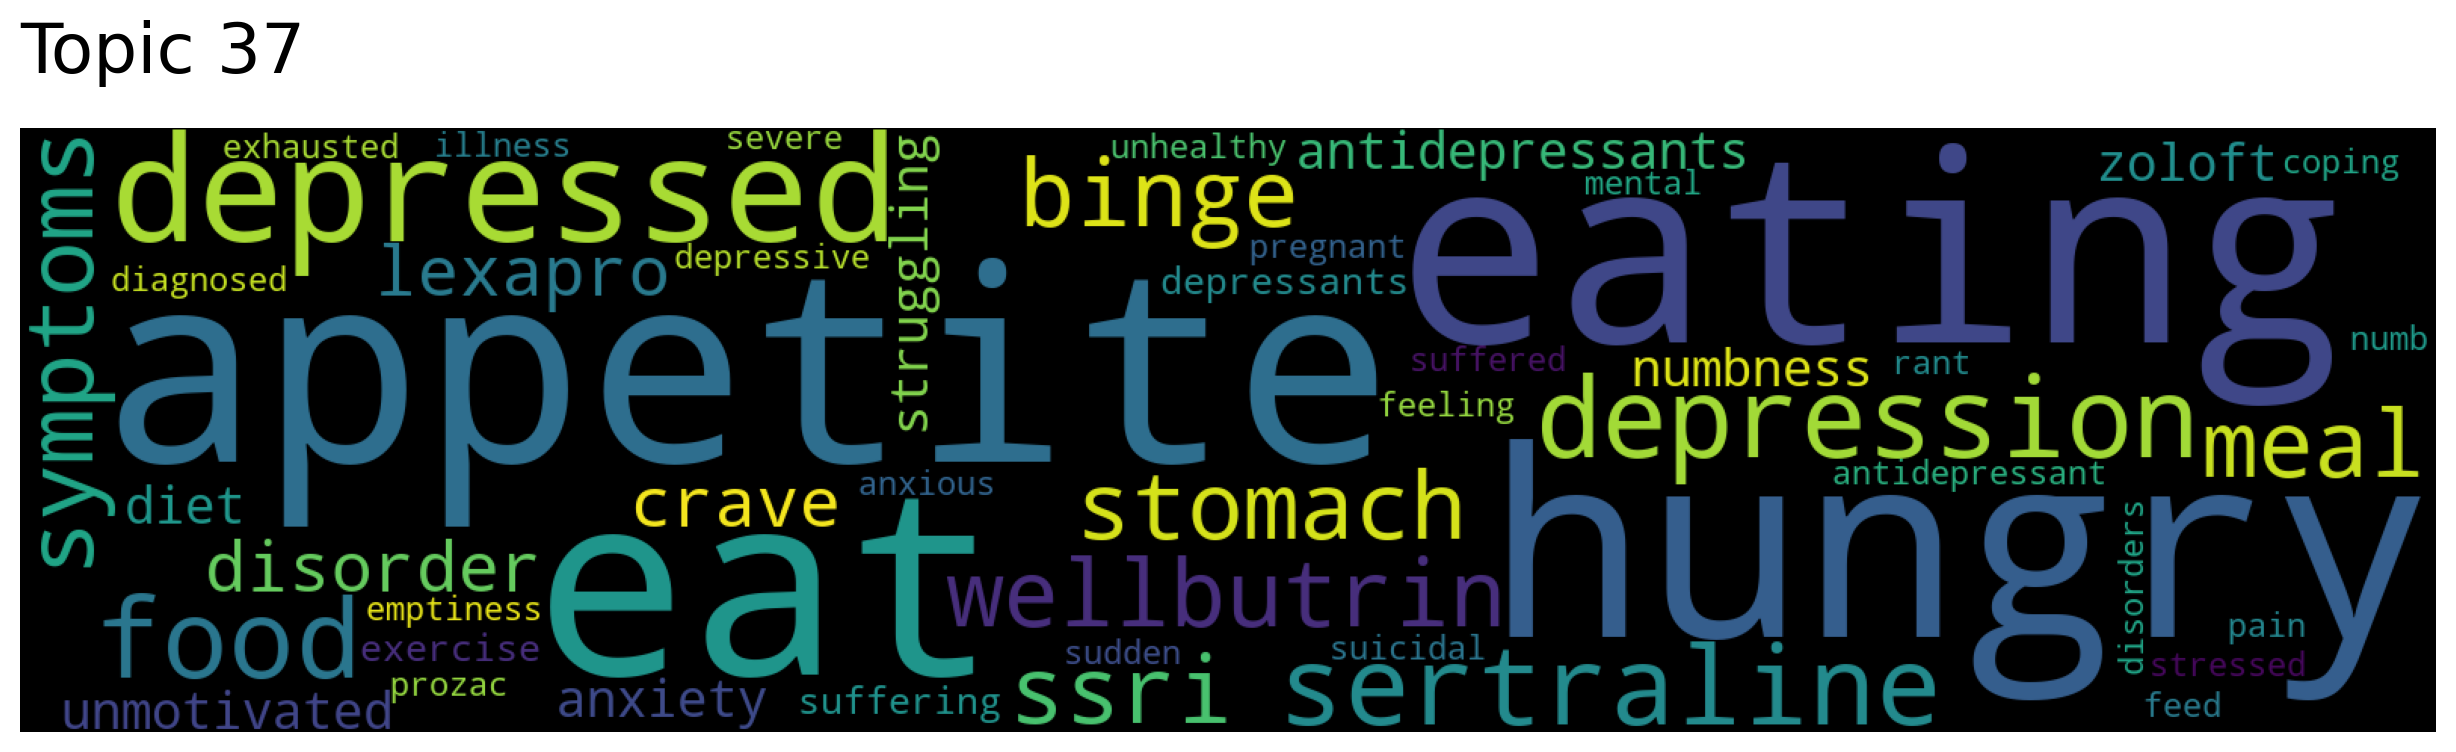 Topic 37
symptoms
exhausted
illness
severe
depressed
struggling
unhealthy
antidepressants
binge
mental
eating
zoloft
coping
diagnosed
lexapro
depressive
pregnant
depressants
appetite
suffered
numbness
rant
numb
feeling
depression
meal
diet
crave
anxious
stomach
antidepressant
hungry
disorder
eat
wellbutrin
disorders
food
emptiness
exercise
sudden
suicidal
pain
stressed
prozac
unmotivated
anxiety
suffering
ssri
sertraline
feed